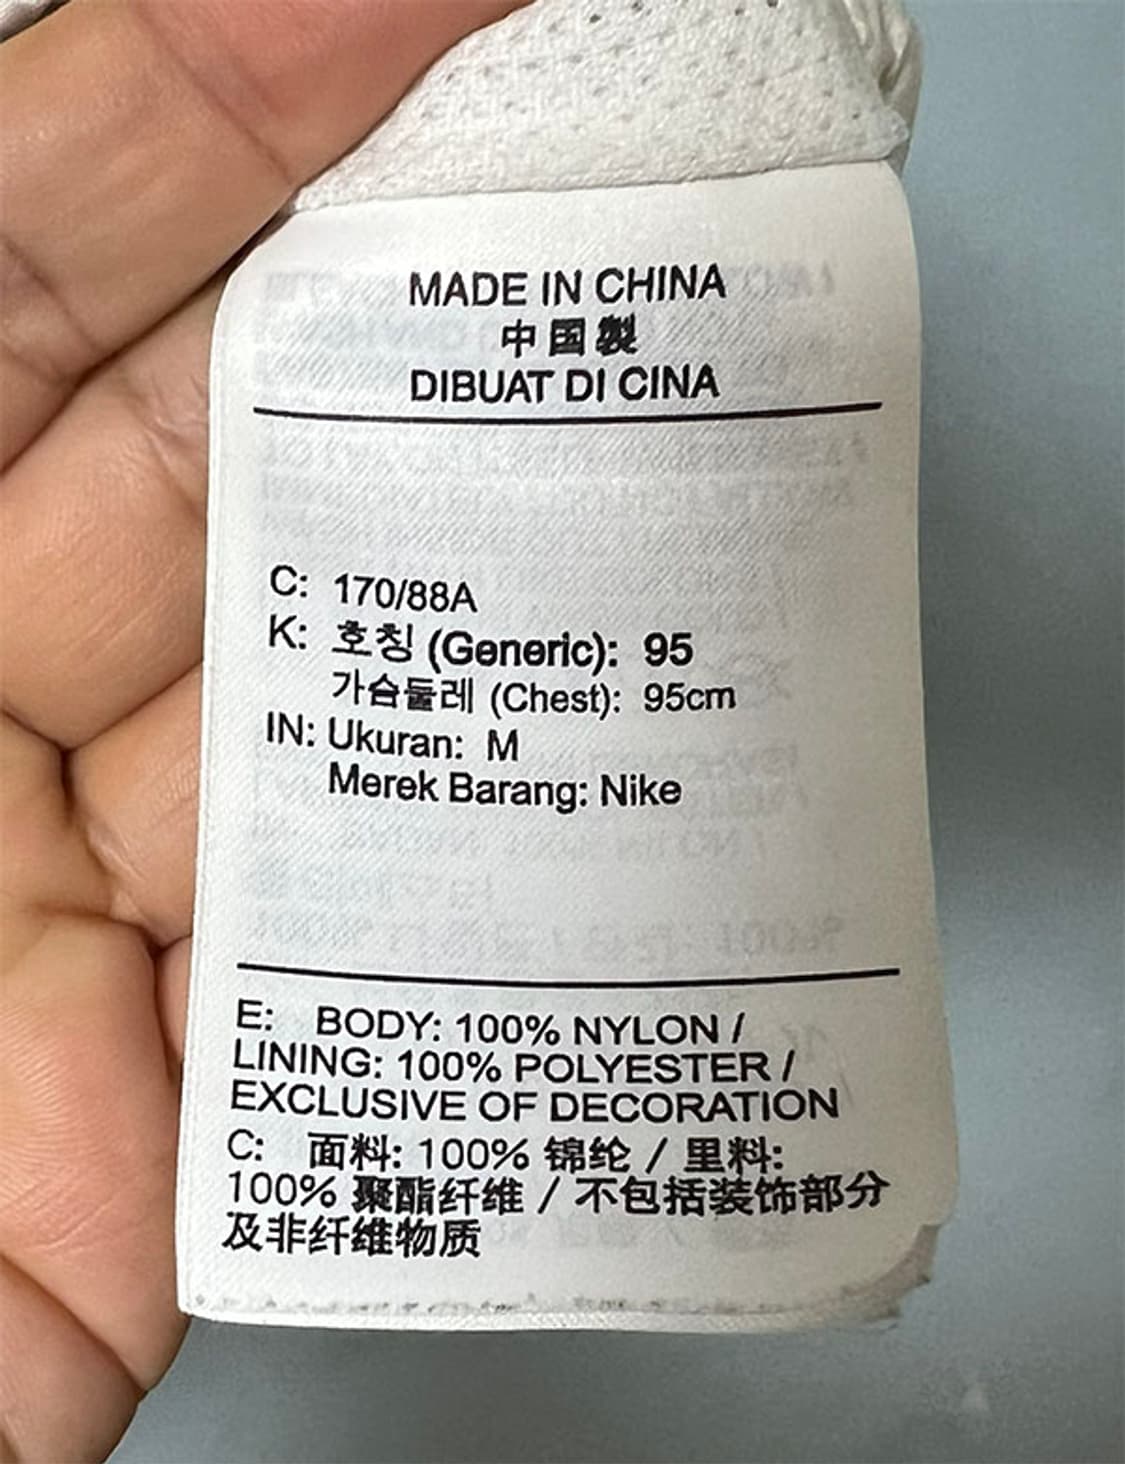 MADE IN CHINA
中国製
DIBUAT DI CINA
C: 170/88A
K: 호칭 (Generic): 95
가슴둘레 (Chest): 95cm
IN: Ukuran: M
Merek Barang: Nike
E: BODY: 100% NYLON /
LINING: 100% POLYESTER /
EXCLUSIVE OF DECORATION
C: 面料: 100% 锦纶 / 里料:
100% 聚酯纤维 / 不包括装饰部分
及非纤维物质